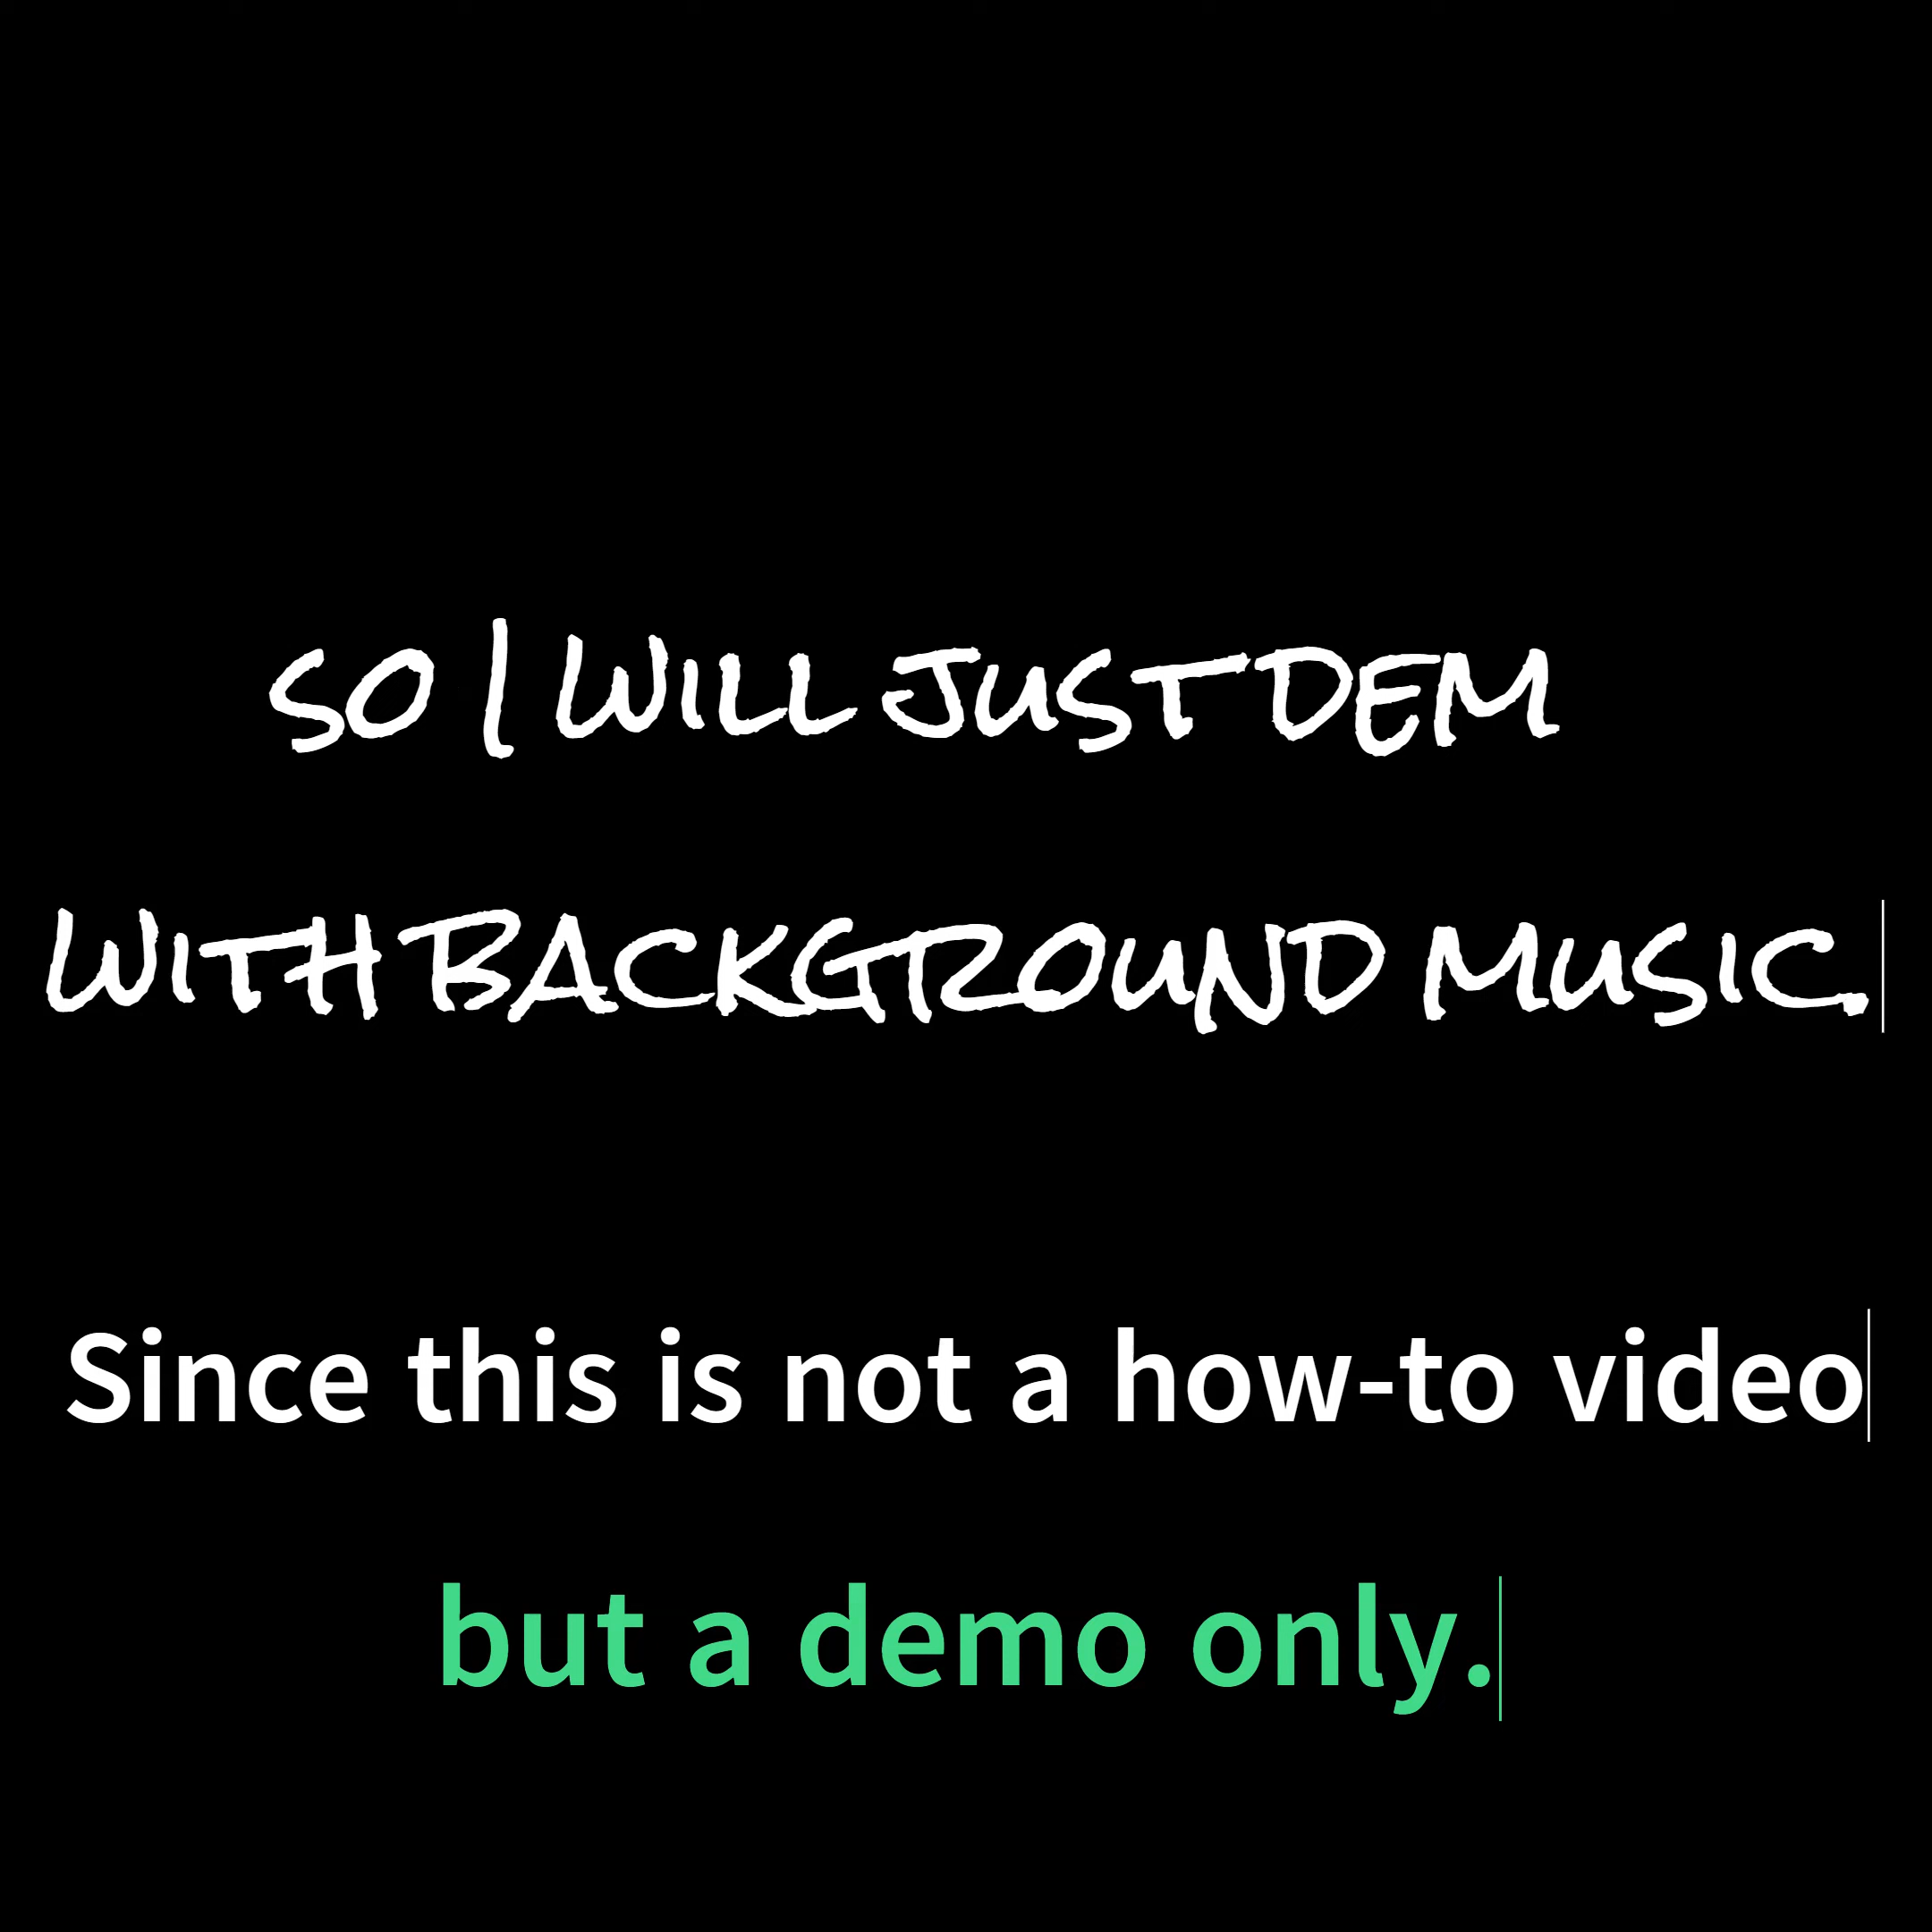 SO I WILL JUST DEM
WITH BACKGROUND MUSIC
Since this is not a how-to video
but a demo only.